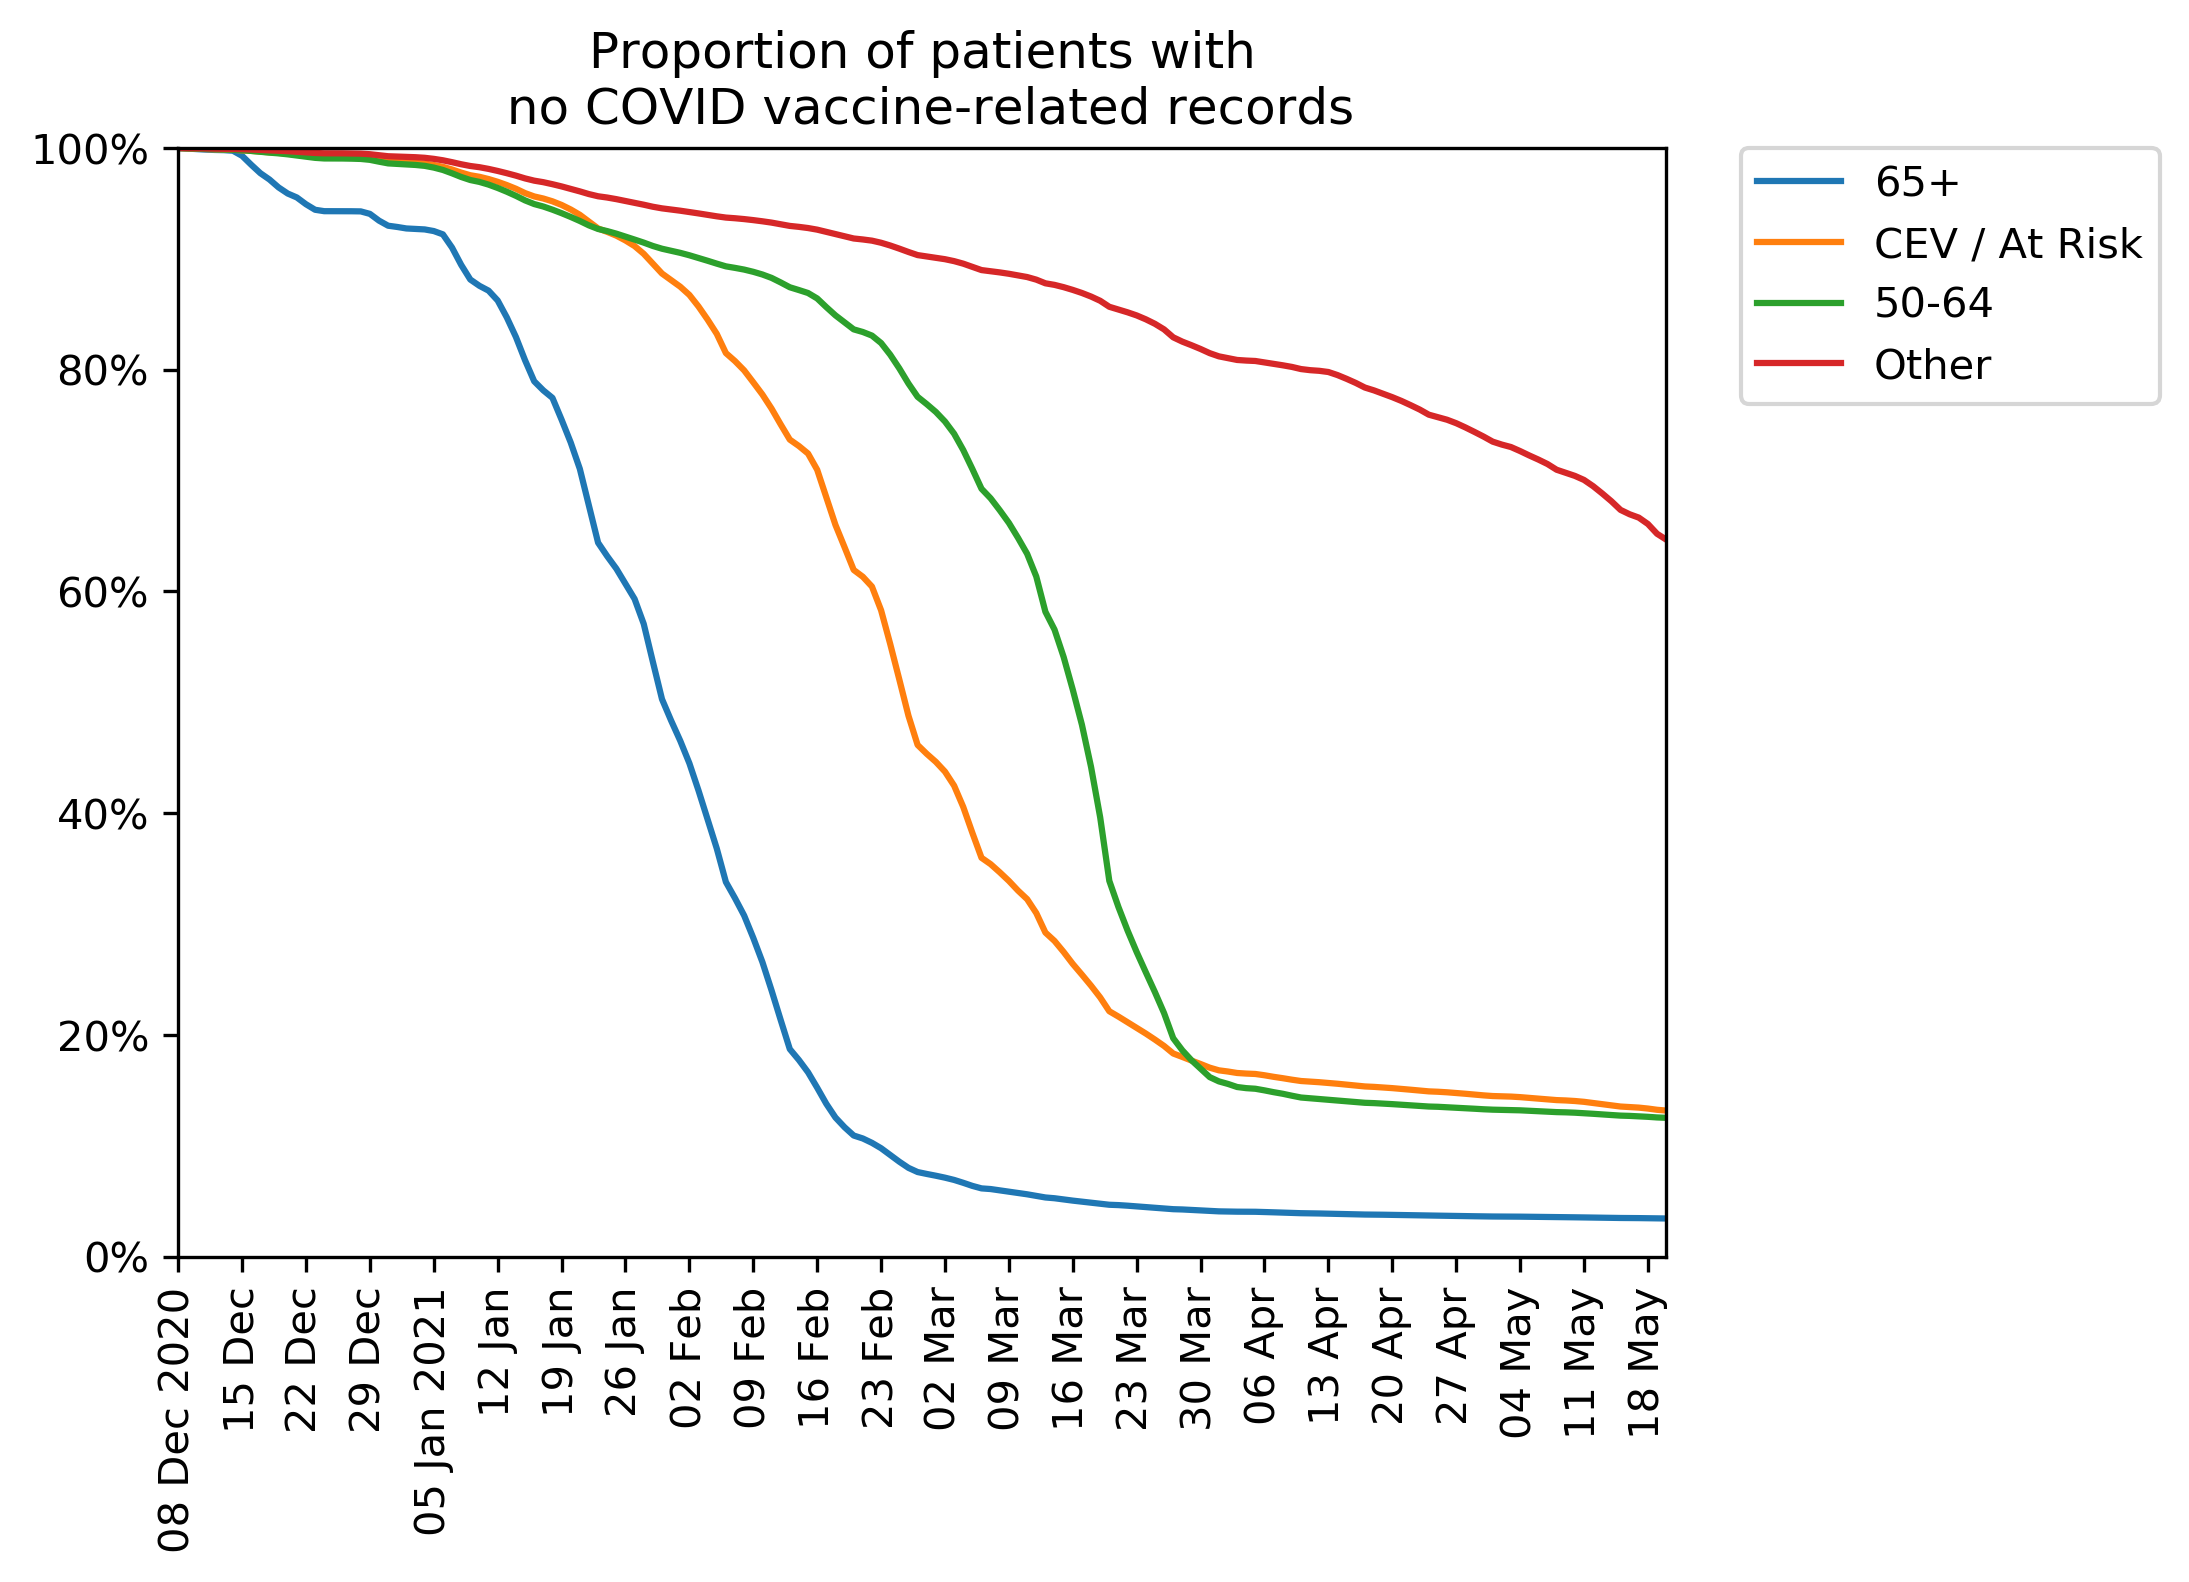 Proportion of patients with
no COVID vaccine-related records
100%
80%
60%
40%
20%
0%
08 Dec 2020
15 Dec
22 Dec
29 Dec
05 Jan 2021
12 Jan
19 Jan
26 Jan
02 Feb
09 Feb
16 Feb
23 Feb
02 Mar
09 Mar
16 Mar
23 Mar
30 Mar
06 Apr
13 Apr
20 Apr
27 Apr
04 May
11 May
18 May
65+
CEV / At Risk
50-64
Other